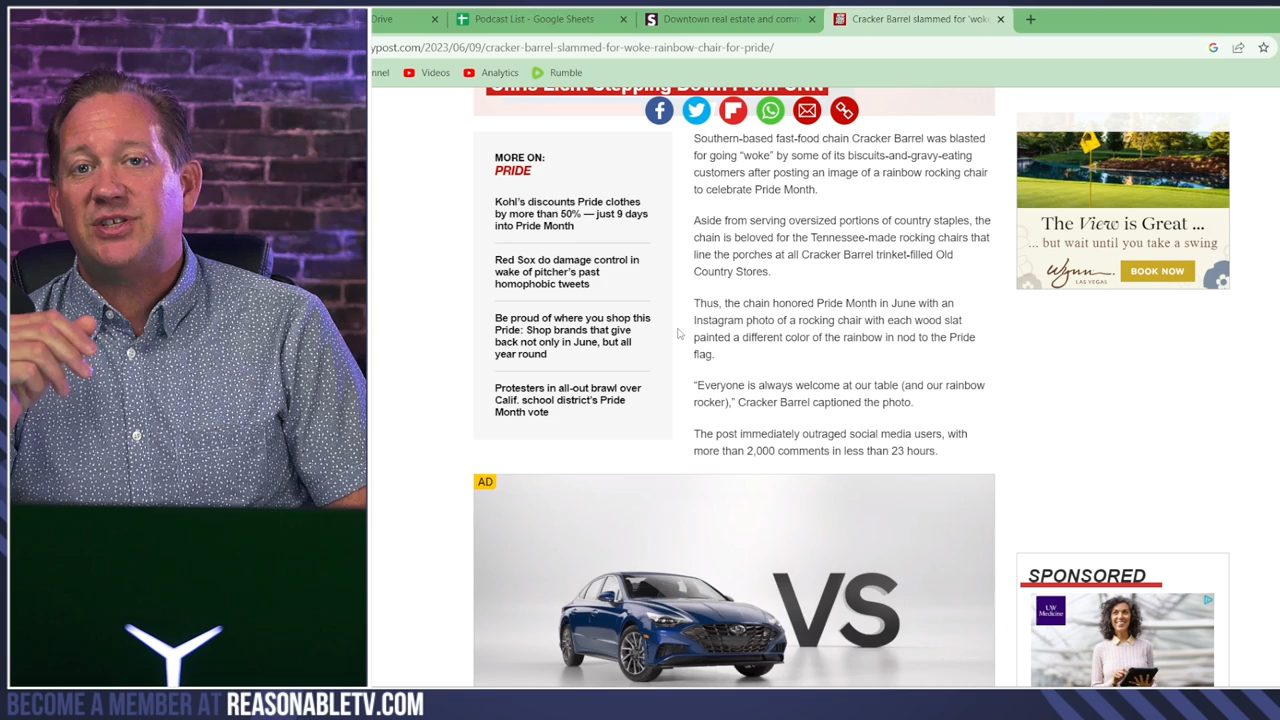 Drive
Podcast List - Google Sheets
Downtown real estate and comm
Cracker Barrel slammed for 'wok
ypost.com/2023/06/09/cracker-barrel-slammed-for-woke-rainbow-chair-for-pride/
nnel
Videos
Analytics
Rumble
Chris Licht Stepping Down From CNN
MORE ON:
PRIDE
Kohl's discounts Pride clothes
by more than 50% — just 9 days
into Pride Month
Red Sox do damage control in
wake of pitcher's past
homophobic tweets
Be proud of where you shop this
Pride: Shop brands that give
back not only in June, but all
year round
Protesters in all-out brawl over
Calif. school district's Pride
Month vote
Southern-based fast-food chain Cracker Barrel was blasted
for going "woke" by some of its biscuits-and-gravy-eating
customers after posting an image of a rainbow rocking chair
to celebrate Pride Month.
Aside from serving oversized portions of country staples, the
chain is beloved for the Tennessee-made rocking chairs that
line the porches at all Cracker Barrel trinket-filled Old
Country Stores.
Thus, the chain honored Pride Month in June with an
Instagram photo of a rocking chair with each wood slat
painted a different color of the rainbow in nod to the Pride
flag.
"Everyone is always welcome at our table (and our rainbow
rocker)," Cracker Barrel captioned the photo.
The post immediately outraged social media users, with
more than 2,000 comments in less than 23 hours.
The View is Great ...
... but wait until you take a swing
Wynn
LAS VEGAS
BOOK NOW
AD
VS
SPONSORED
UW
Medicine
BECOME A MEMBER AT REASONABLETV.COM